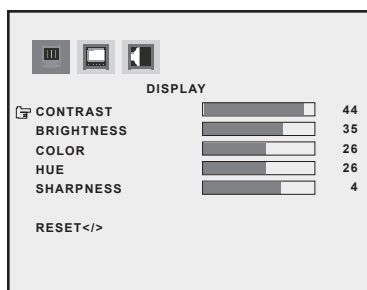 DISPLAY
CONTRAST 44
BRIGHTNESS 35
COLOR 26
HUE 26
SHARPNESS 4
RESET</>